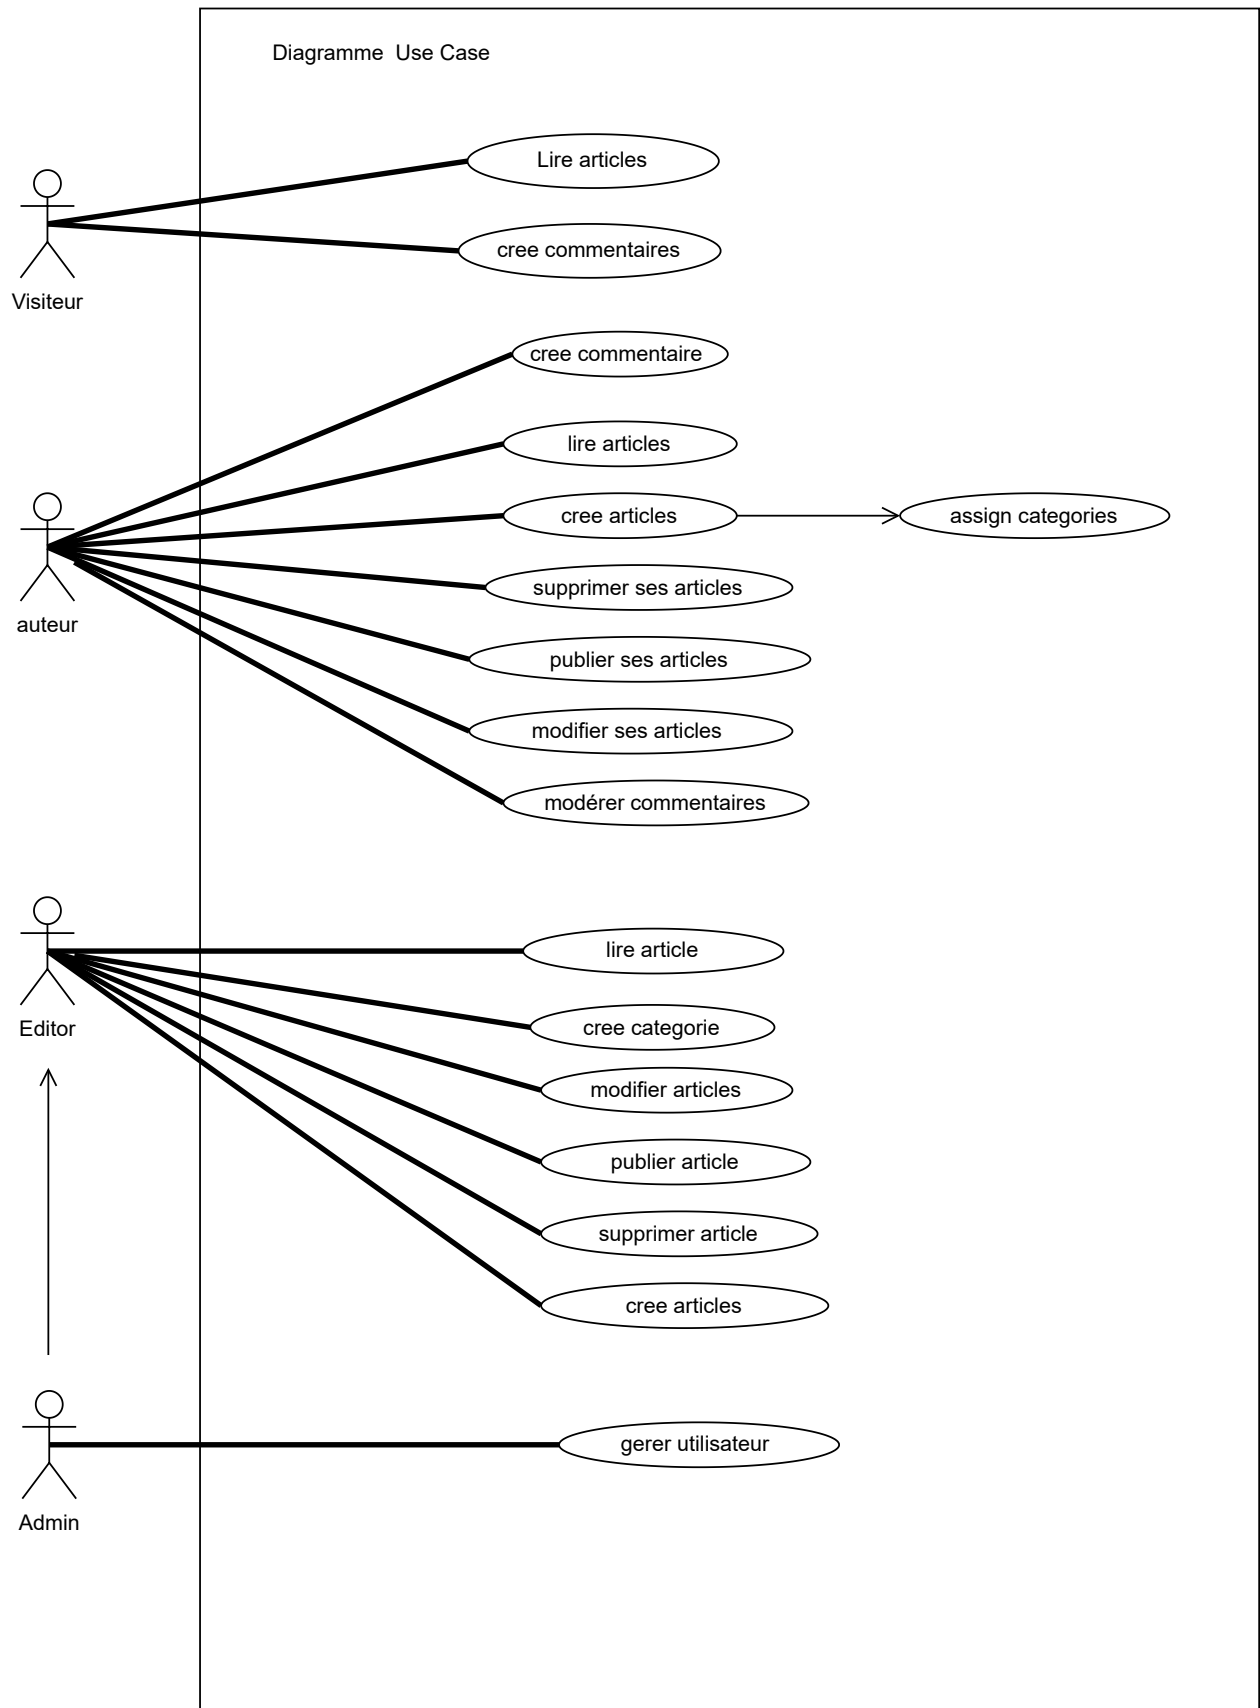 Diagramme  Use Case
Lire articles
cree commentaires
Visiteur
cree commentaire
lire articles
cree articles
assign categories
supprimer ses articles
auteur
publier ses articles
modifier ses articles
modérer commentaires
lire article
Editor
cree categorie
modifier articles
publier article
supprimer article
cree articles
gerer utilisateur
Admin